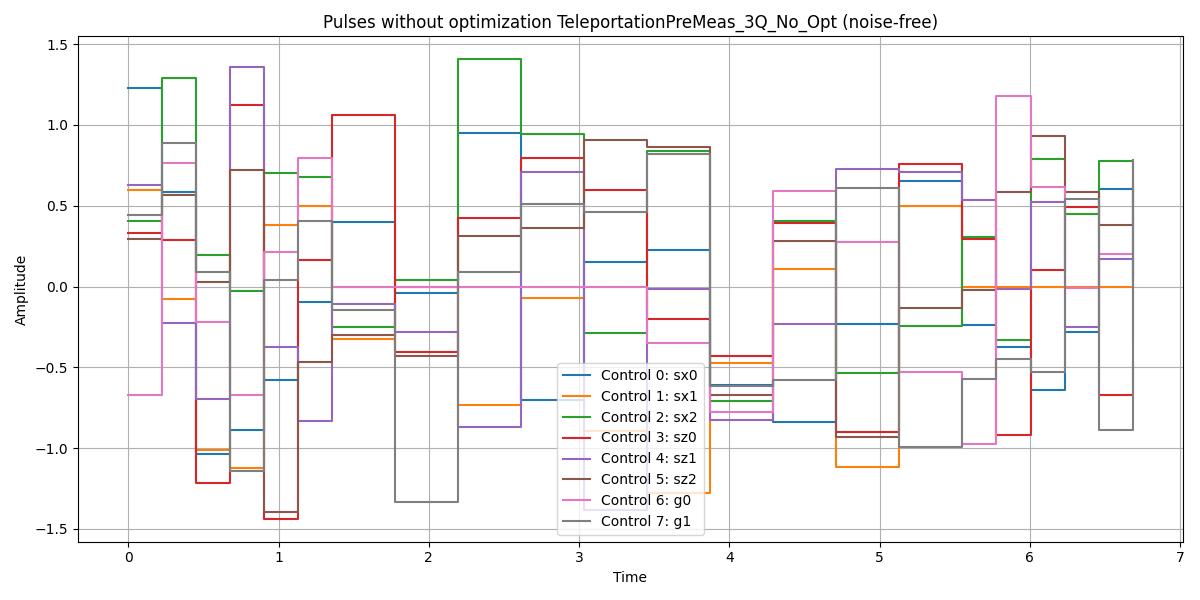 Pulses without optimization TeleportationPreMeas_3Q_No_Opt (noise-free)
1.5
1.0
0.5
0.0
−0.5
−1.0
−1.5
Amplitude
Control 0: sx0
Control 1: sx1
Control 2: sx2
Control 3: sz0
Control 4: sz1
Control 5: sz2
Control 6: g0
Control 7: g1
0 1 2 3 4 5 6 7
Time